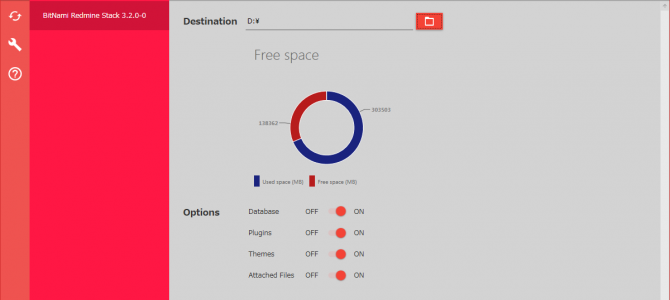 BitNami Redmine Stack 3.2.0-0
Destination D:¥
Free space
138362
303503
Used space (MB) Free space (MB)
Options Database OFF ON
Plugins OFF ON
Themes OFF ON
Attached Files OFF ON